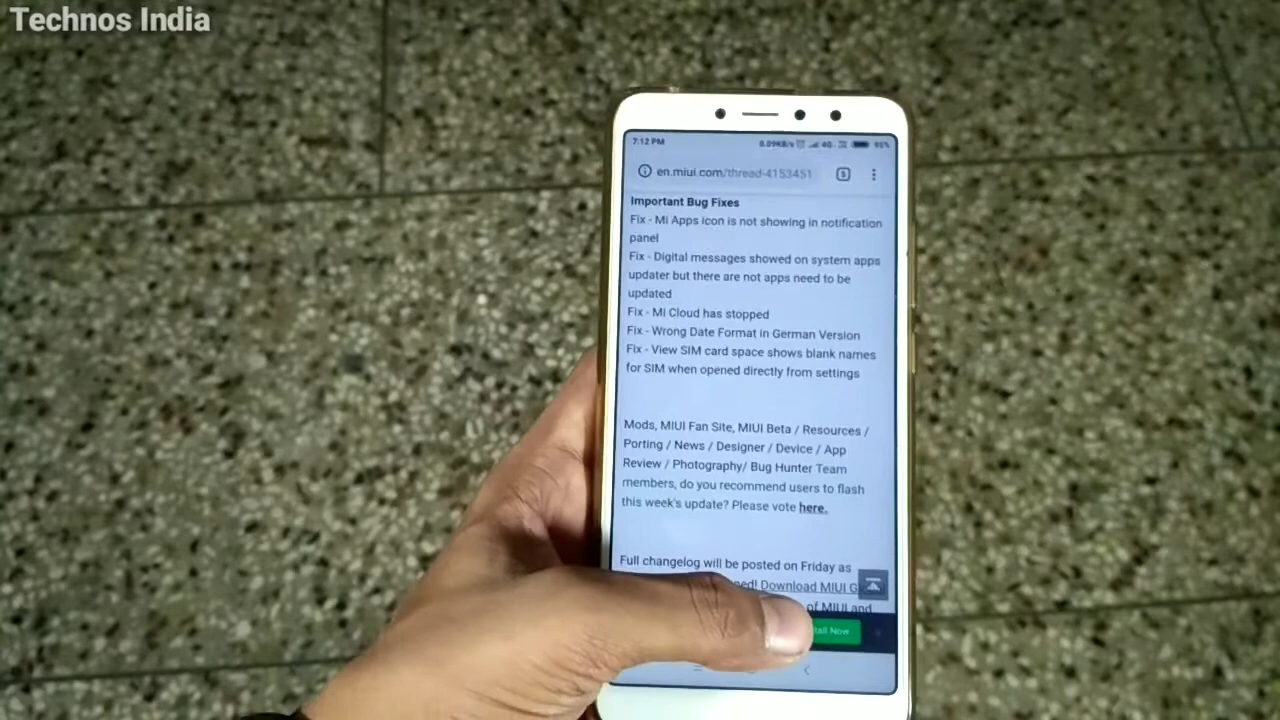 Technos India
7:12 PM
0.09KB/s 4G 95%
en.miui.com/thread-4153451
Important Bug Fixes
Fix - Mi Apps icon is not showing in notification
panel
Fix - Digital messages showed on system apps
updater but there are not apps need to be
updated
Fix - Mi Cloud has stopped
Fix - Wrong Date Format in German Version
Fix - View SIM card space shows blank names
for SIM when opened directly from settings
Mods, MIUI Fan Site, MIUI Beta / Resources /
Porting / News / Designer / Device / App
Review / Photography/ Bug Hunter Team
members, do you recommend users to flash
this week's update? Please vote here.
Full changelog will be posted on Friday as
Download MIUI
of MIUI and
Now